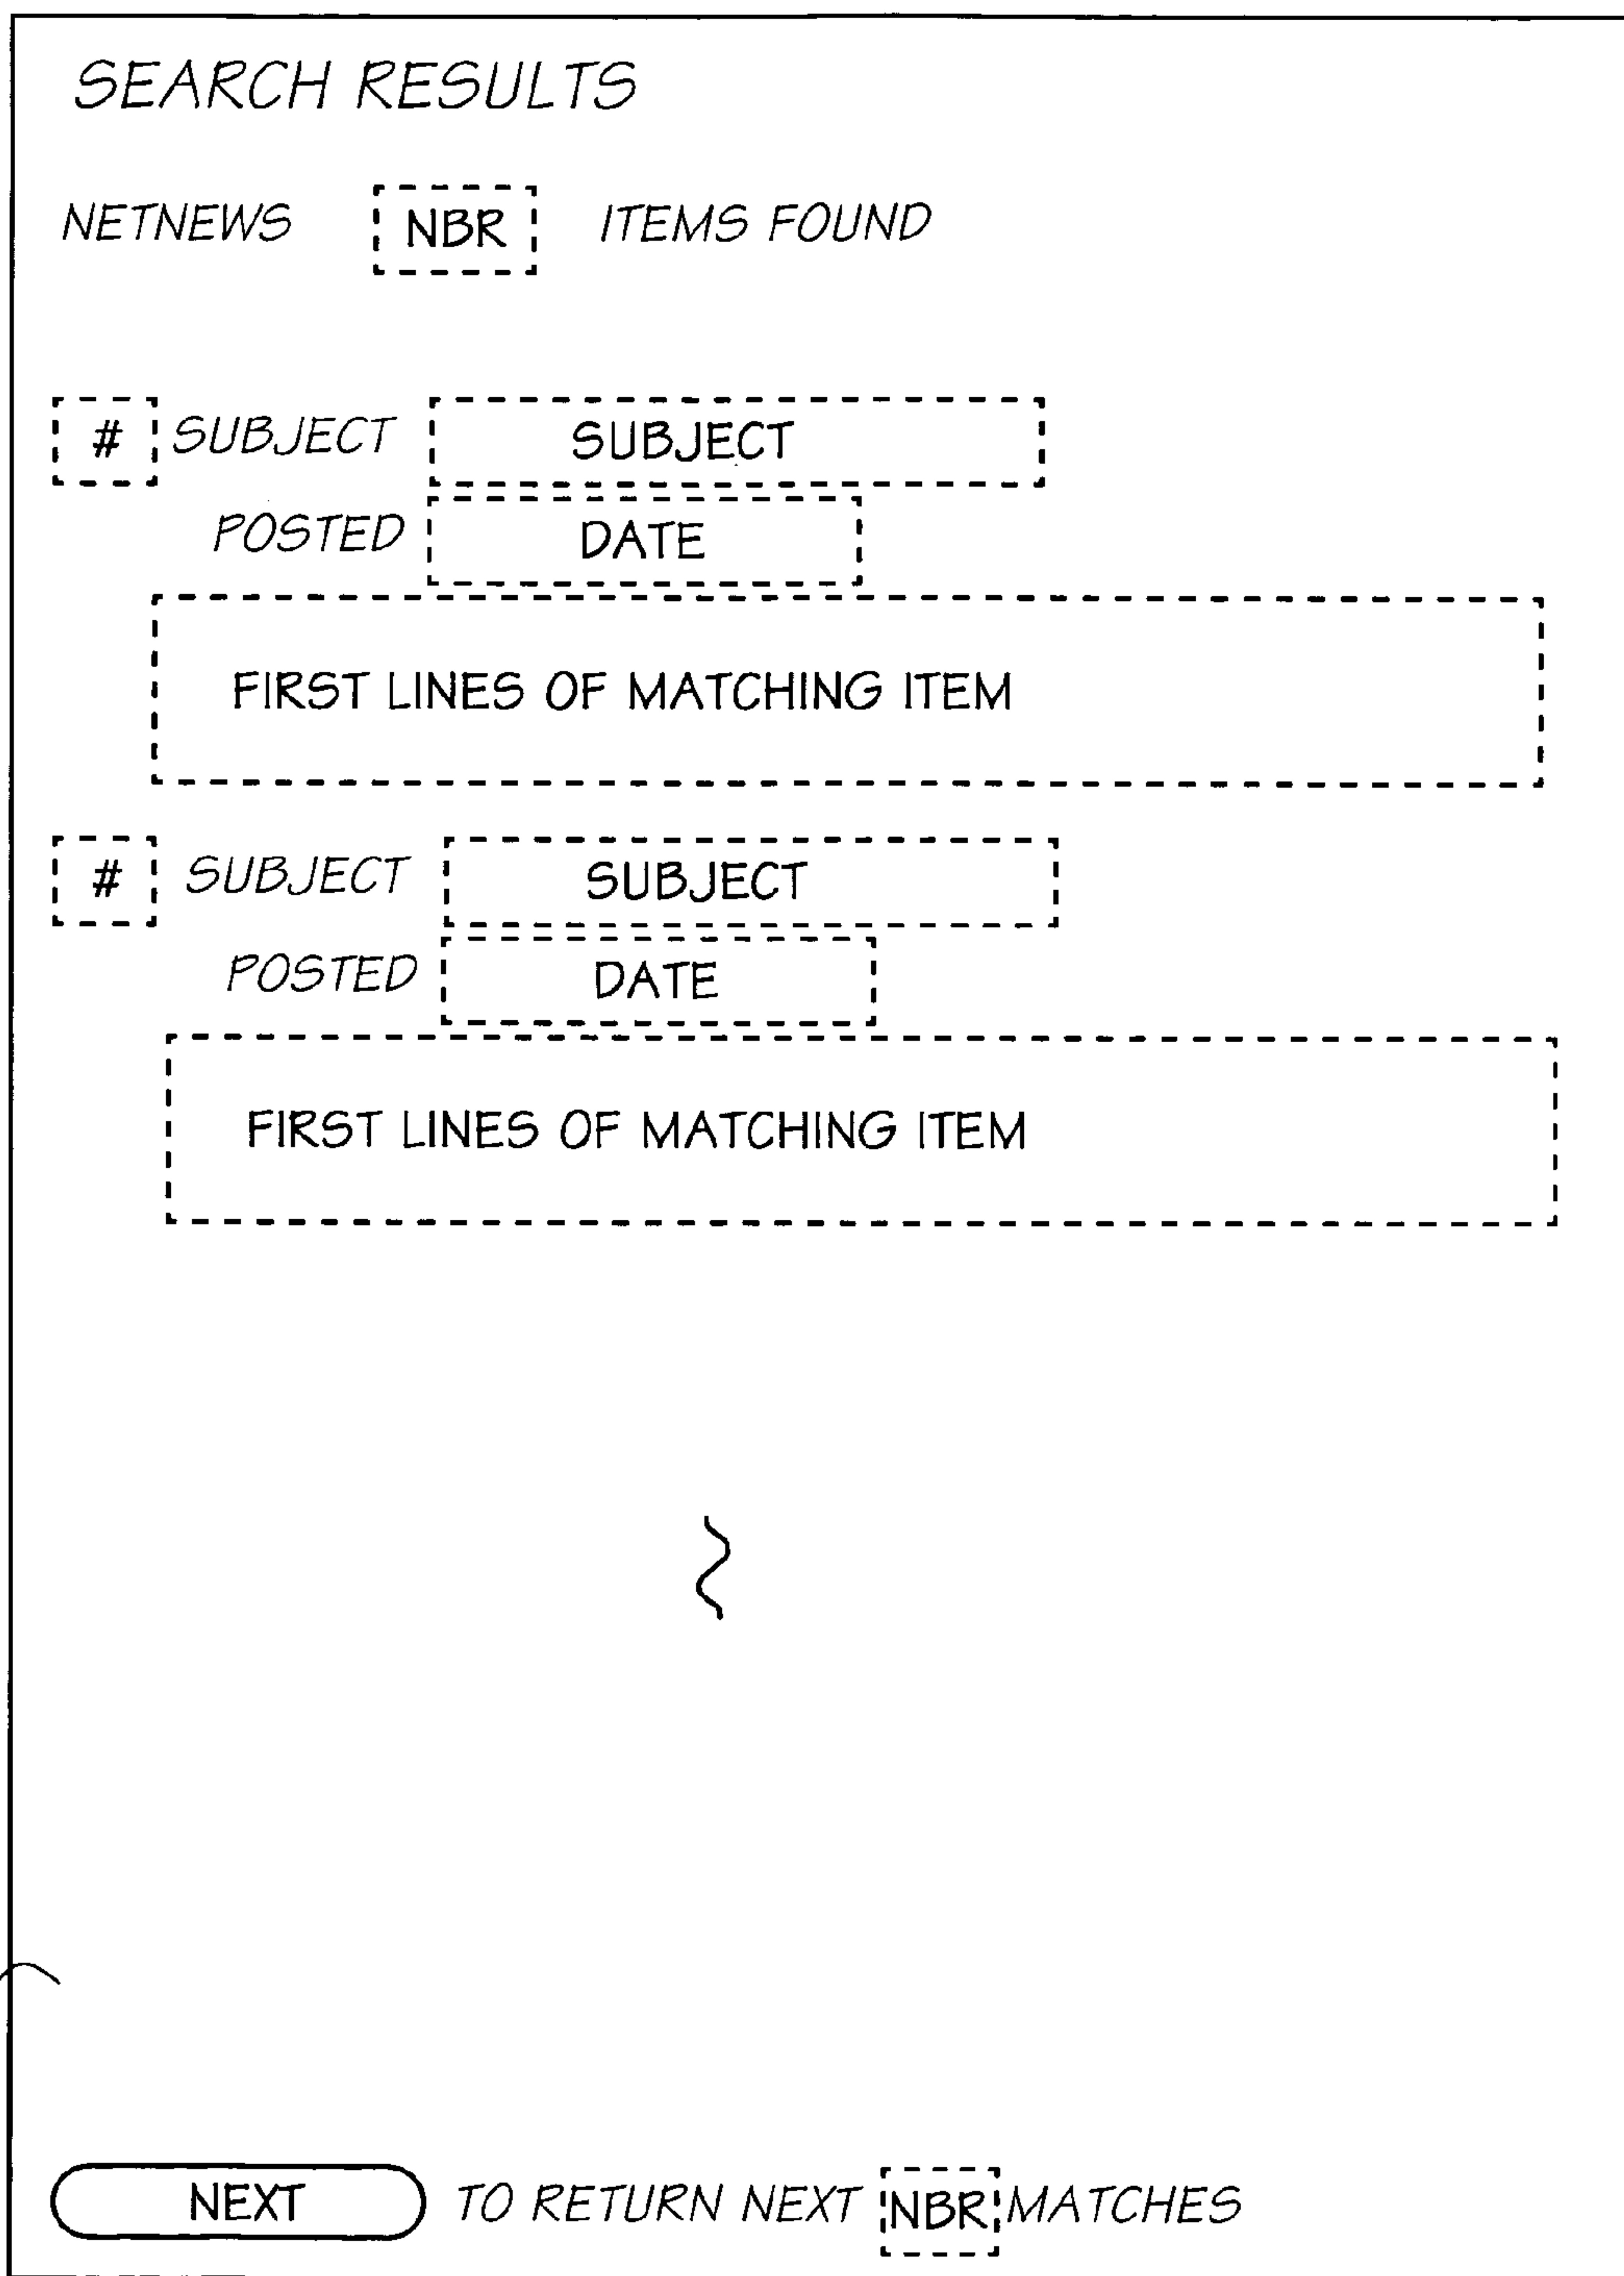 SEARCH RESULTS
NETNEWS NBR ITEMS FOUND
# SUBJECT SUBJECT
POSTED DATE
FIRST LINES OF MATCHING ITEM
# SUBJECT SUBJECT
POSTED DATE
FIRST LINES OF MATCHING ITEM
NEXT TO RETURN NEXT NBR MATCHES